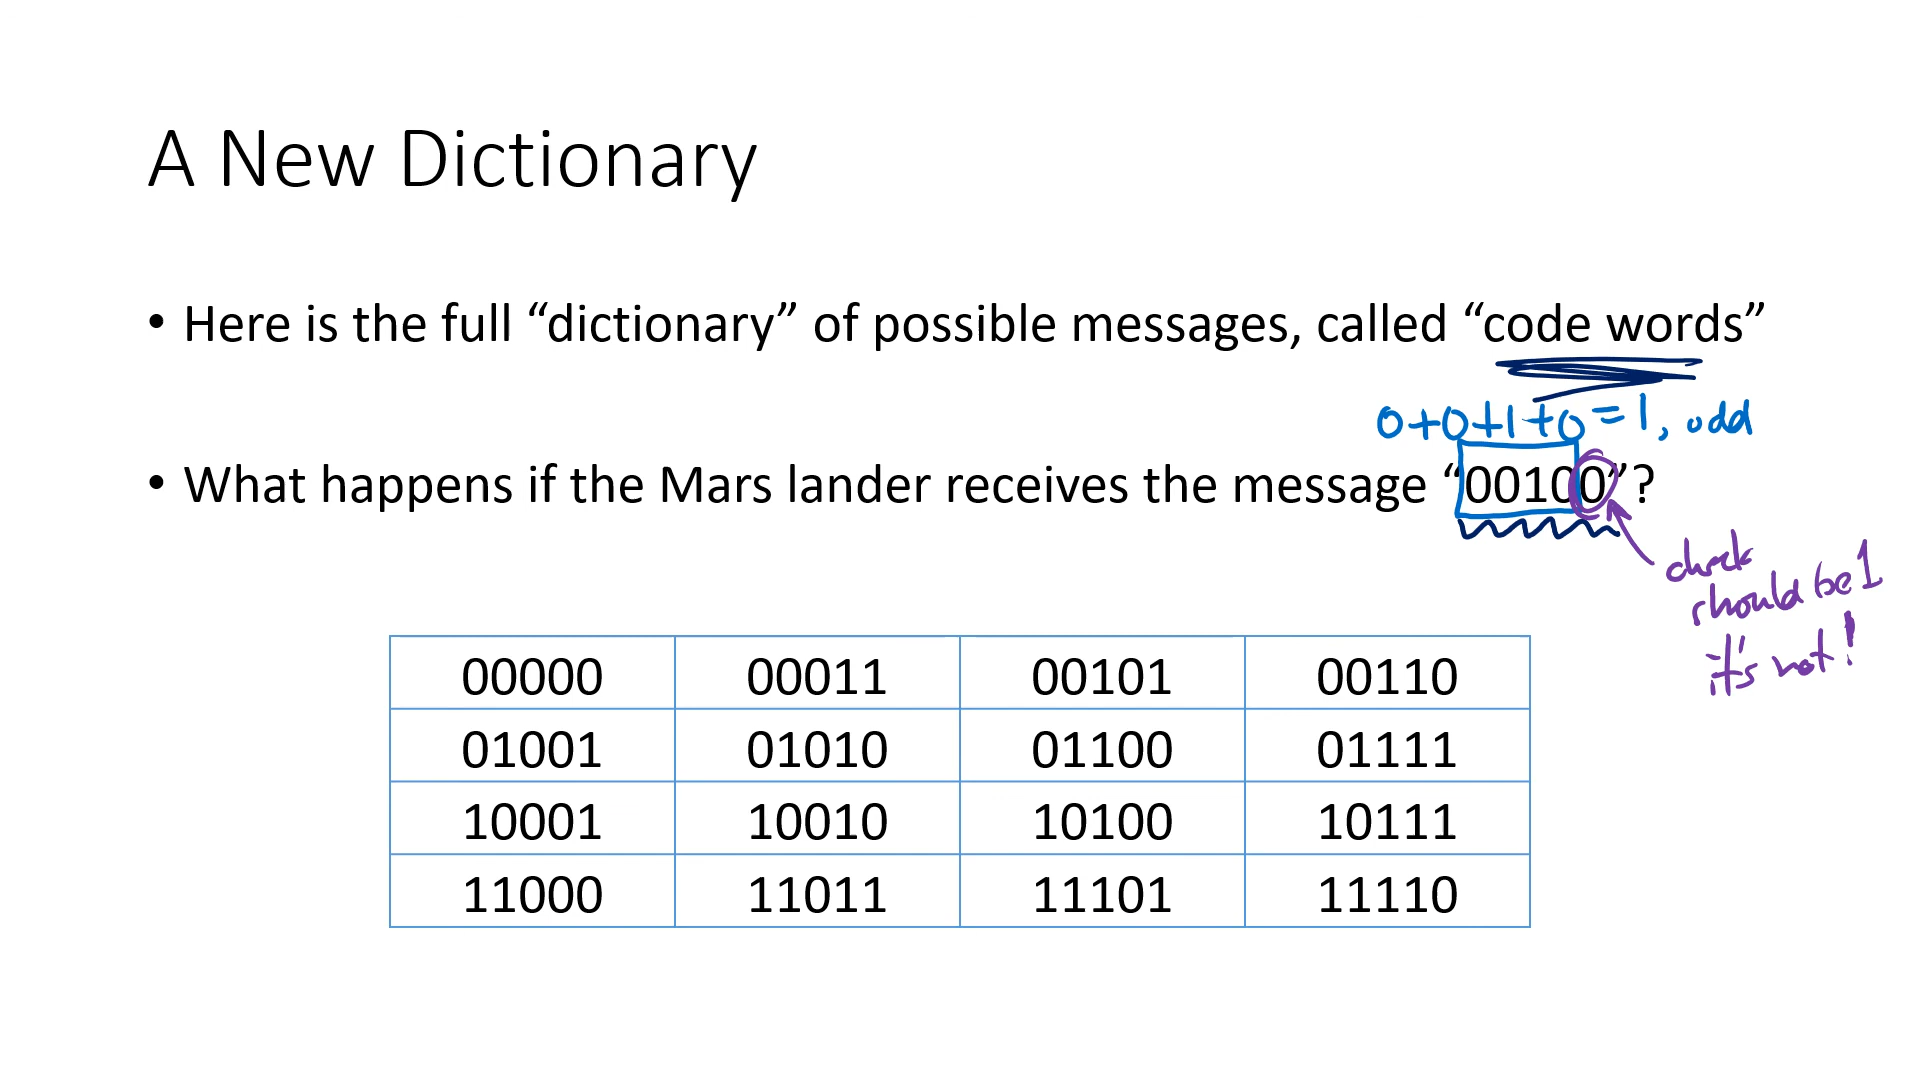 A New Dictionary
• Here is the full “dictionary” of possible messages, called “code words”
0+0+1+0=1, odd
• What happens if the Mars lander receives the message “00100”?
check
should be 1
it's not!
00000 00011 00101 00110
01001 01010 01100 01111
10001 10010 10100 10111
11000 11011 11101 11110